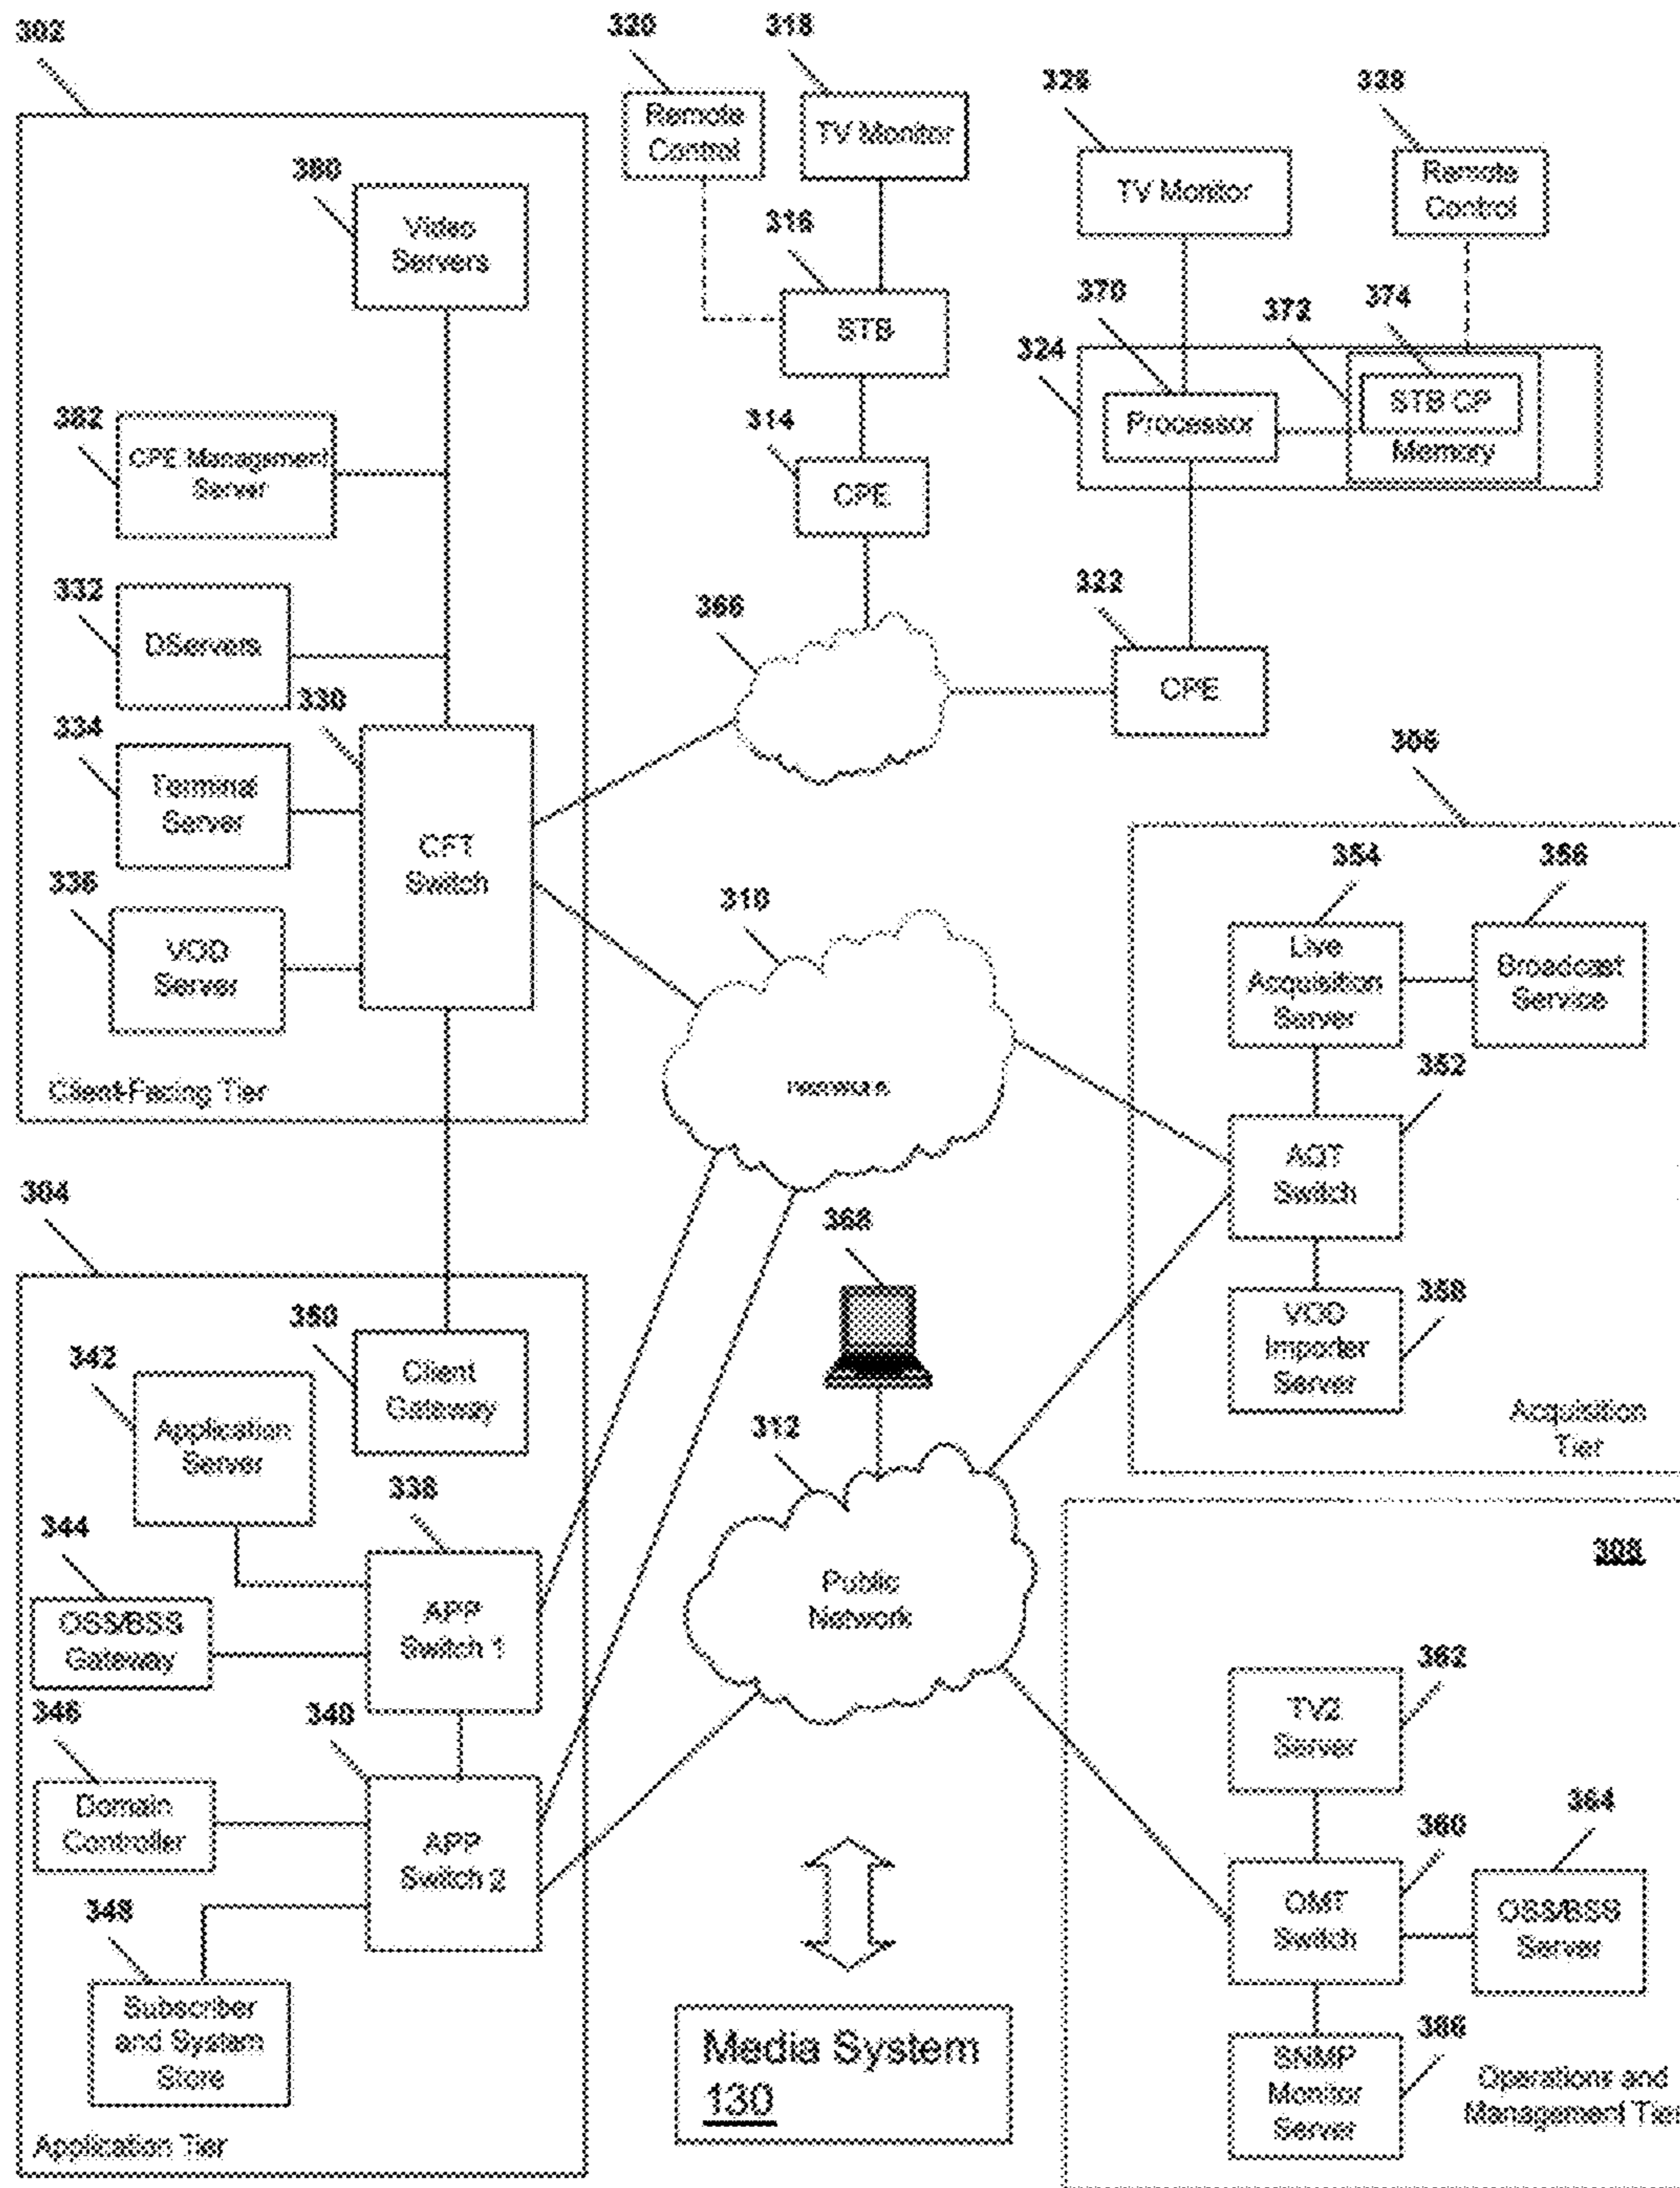 302
320
318
Remote
Control
TV Monitor
326
328
TV Monitor
Remote
Control
380
Video
Servers
316
STB
370
372
374
324
Processor
STB CP
Memory
382
CPE Management
Server
314
CPE
332
DServers
366
322
CPE
330
334
Terminal
Server
CFT
Switch
336
VOD
Server
Client-Facing Tier
306
310
354
356
Live
Acquisition
Server
Broadcast
Service
352
AQT
Switch
358
VOD
Importer
Server
Acquisition
Tier
304
368
350
Client
Gateway
342
Application
Server
312
Public
Network
338
344
OSS/BSS
Gateway
APP
Switch 1
346
340
Domain
Controller
APP
Switch 2
348
Subscriber
and System
Store
Application Tier
Media System
130
308
362
TV2
Server
360
364
OMT
Switch
OSS/BSS
Server
386
SNMP
Monitor
Server
Operations and
Management Tier